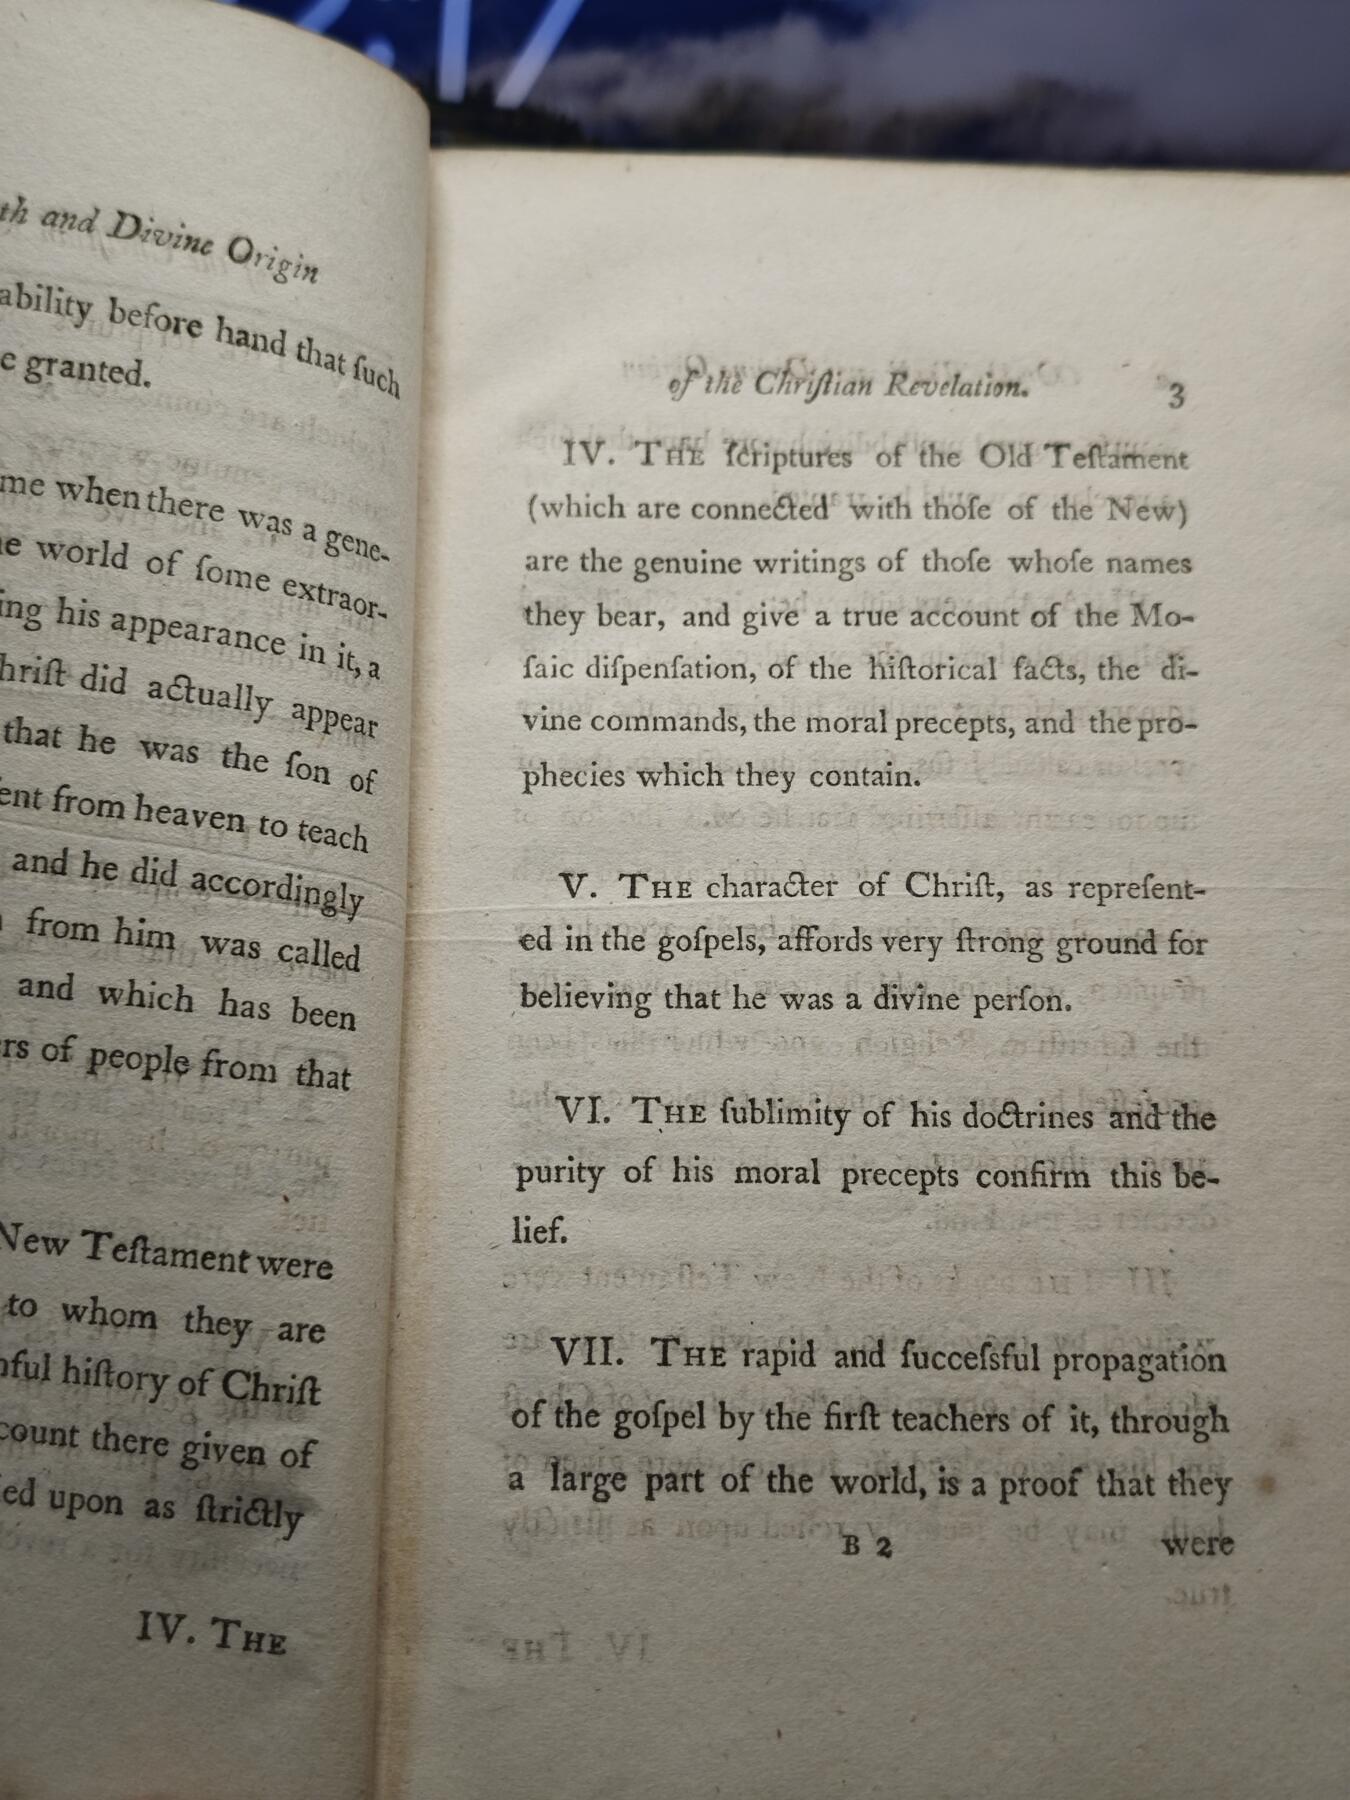 th and Divine Origin
ability before hand that ſuch
e granted.
me when there was a gene-
e world of ſome extraor-
ing his appearance in it, a
hriſt did actually appear
that he was the ſon of
ent from heaven to teach
and he did accordingly
from him was called
and which has been
rs of people from that
New Teſtament were
to whom they are
hful hiſtory of Chriſt
count there given of
ied upon as ſtrictly
IV. THE
of the Chriſtian Revelation. 3
IV. THE ſcriptures of the Old Teſtament
(which are connected with thoſe of the New)
are the genuine writings of thoſe whoſe names
they bear, and give a true account of the Mo-
ſaic diſpenſation, of the hiſtorical facts, the di-
vine commands, the moral precepts, and the pro-
phecies which they contain.
V. THE character of Chriſt, as repreſent-
ed in the goſpels, affords very ſtrong ground for
believing that he was a divine perſon.
VI. THE ſublimity of his doctrines and the
purity of his moral precepts confirm this be-
lief.
VII. THE rapid and ſucceſsful propagation
of the goſpel by the firſt teachers of it, through
a large part of the world, is a proof that they
B 2 were